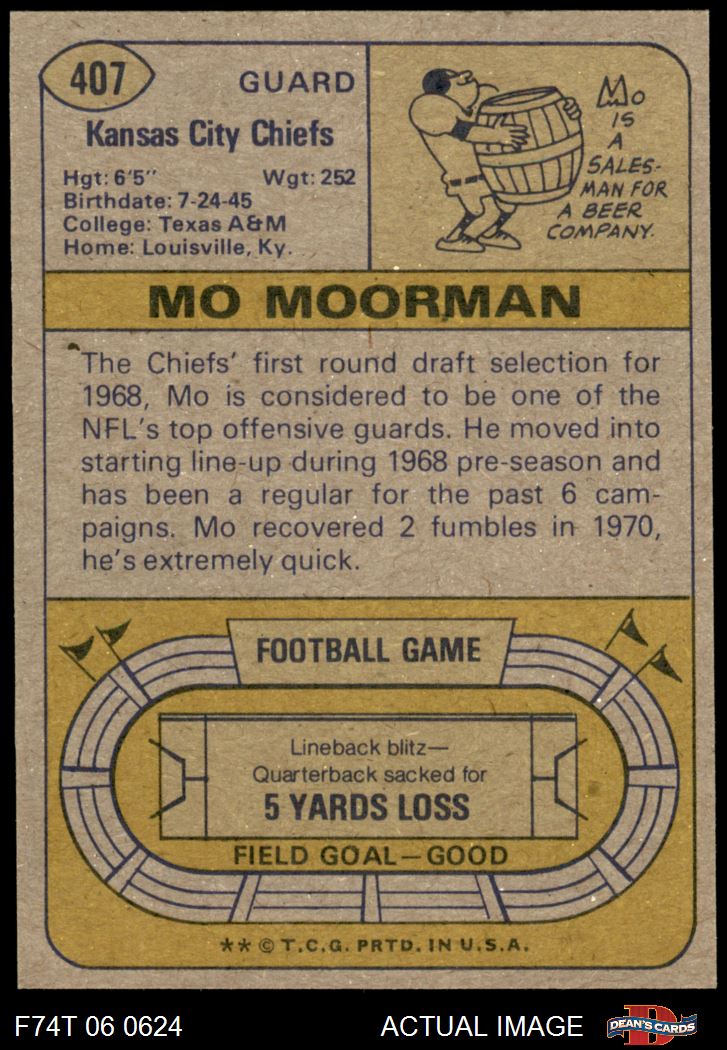 407
GUARD
Kansas City Chiefs
Hgt: 6'5" Wgt: 252
Birthdate: 7-24-45
College: Texas A&M
Home: Louisville, Ky.
MO
IS
A
SALES-
MAN FOR
A BEER
COMPANY.
MO MOORMAN
The Chiefs' first round draft selection for
1968, Mo is considered to be one of the
NFL's top offensive guards. He moved into
starting line-up during 1968 pre-season and
has been a regular for the past 6 cam-
paigns. Mo recovered 2 fumbles in 1970,
he's extremely quick.
FOOTBALL GAME
Lineback blitz—
Quarterback sacked for
5 YARDS LOSS
FIELD GOAL—GOOD
** © T.C.G. PRTD. IN U.S.A.
F74T 06 0624 ACTUAL IMAGE
D
DEAN'S CARDS